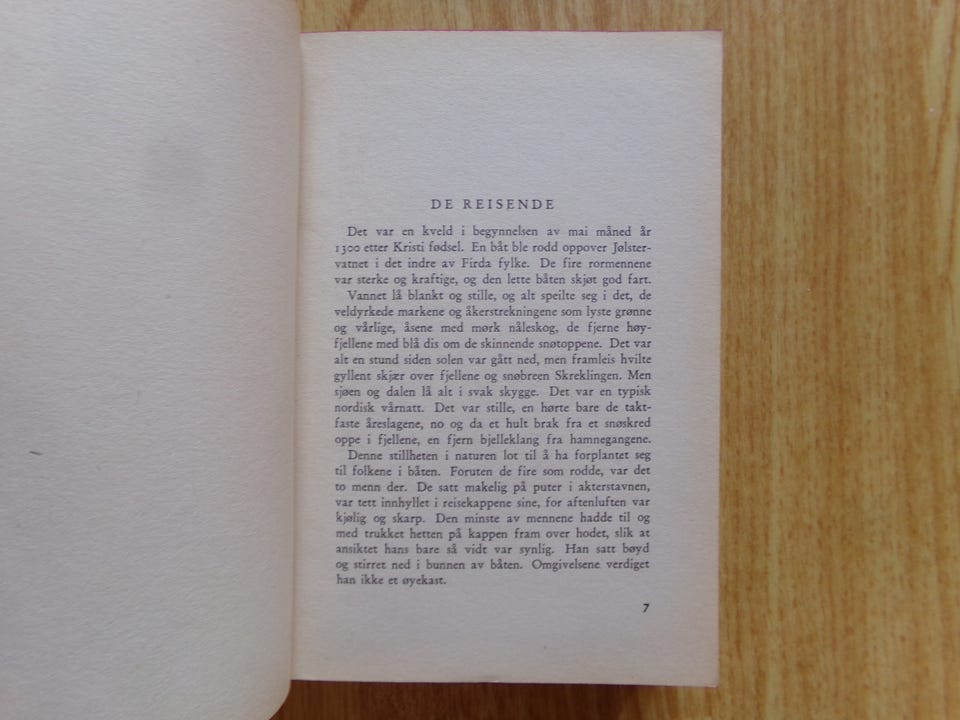 DE REISENDE
Det var en kveld i begynnelsen av mai måned år
1300 etter Kristi fødsel. En båt ble rodd oppover Jølster-
vatnet i det indre av Firda fylke. De fire rormennene
var sterke og kraftige, og den lette båten skjøt god fart.
Vannet lå blankt og stille, og alt speilte seg i det, de
veldyrkede markene og åkerstrekningene som lyste grønne
og vårlige, åsene med mørk nåleskog, de fjerne høy-
fjellene med blå dis om de skinnende snøtoppene. Det var
alt en stund siden solen var gått ned, men framleis hvilte
gyllent skjær over fjellene og snøbreen Skreklingen. Men
sjøen og dalen lå alt i svak skygge. Det var en typisk
nordisk vårnatt. Det var stille, en hørte bare de takt-
faste åreslagene, no og da et hult brak fra et snøskred
oppe i fjellene, en fjern bjelleklang fra hamnegangene.
Denne stillheten i naturen lot til å ha forplantet seg
til folkene i båten. Foruten de fire som rodde, var det
to menn der. De satt makelig på puter i akterstavnen,
var tett innhyllet i reisekappene sine, for aftenluften var
kjølig og skarp. Den minste av mennene hadde til og
med trukket hetten på kappen fram over hodet, slik at
ansiktet hans bare så vidt var synlig. Han satt bøyd
og stirret ned i bunnen av båten. Omgivelsene verdiget
han ikke et øyekast.
7